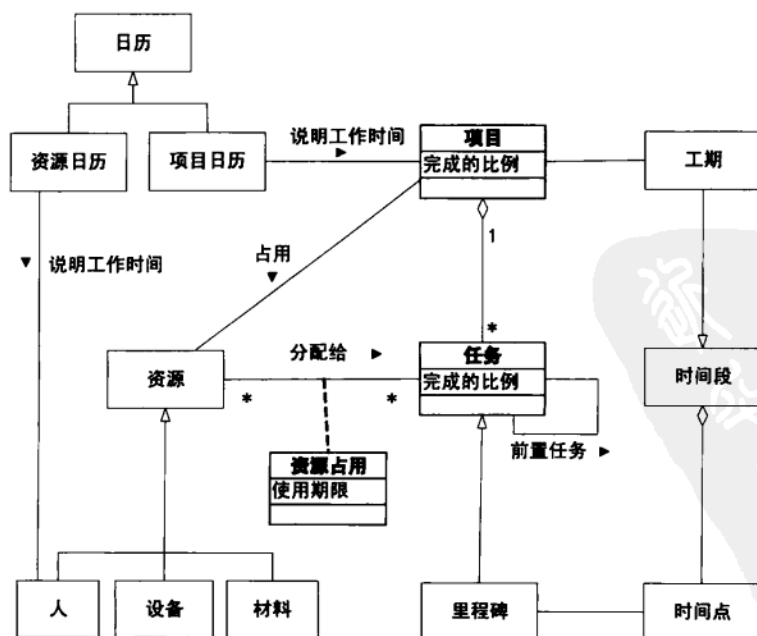 日历
资源日历
项目日历
说明工作时间
项目
完成的比例
工期
1
说明工作时间
占用
*
分配给
任务
完成的比例
时间段
资源
*
*
前置任务
资源占用
使用期限
人
设备
材料
里程碑
时间点